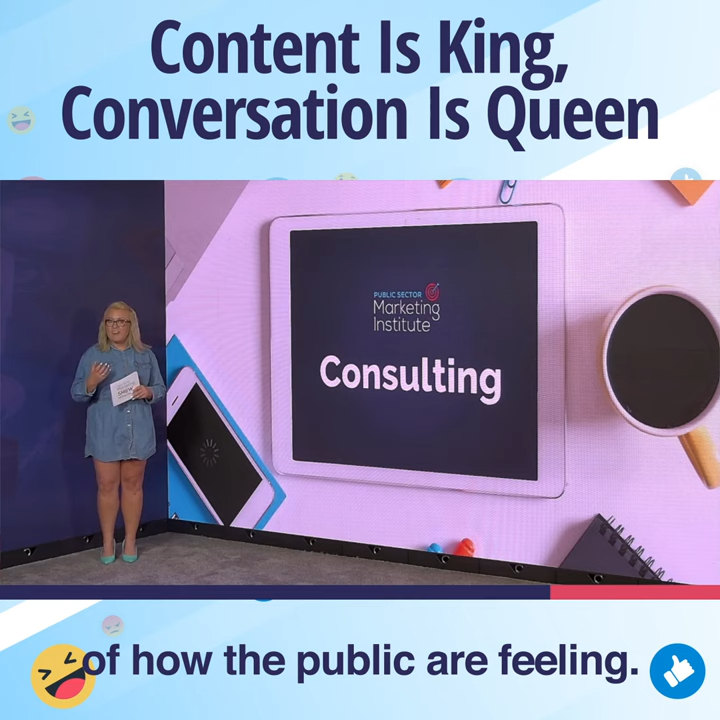 Content Is King,
Conversation Is Queen
PUBLIC SECTOR
Marketing
Institute
Consulting
of how the public are feeling.